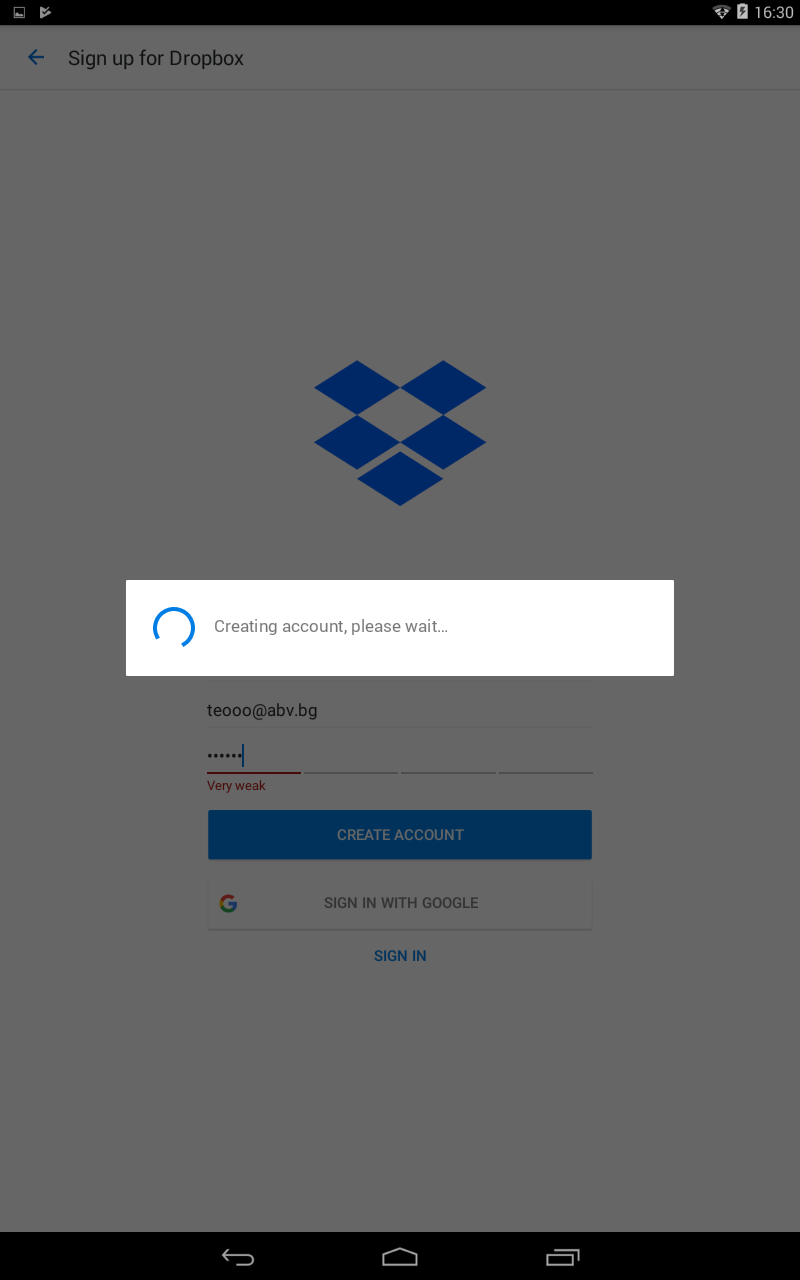 16:30
Sign up for Dropbox
Creating account, please wait...
teooo@abv.bg
••••••
Very weak
CREATE ACCOUNT
SIGN IN WITH GOOGLE
SIGN IN